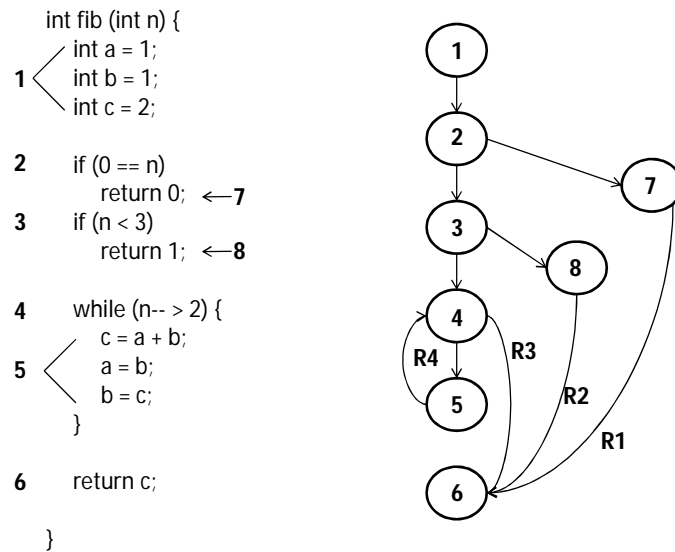 int fib (int n) {
int a = 1;
1 int b = 1;
int c = 2;
2 if (0 == n)
return 0; 7
3 if (n < 3)
return 1; 8
4 while (n-- > 2) {
c = a + b;
5 a = b;
b = c;
}
6 return c;
}
1
2
7
3
8
4
R4
R3
5
R2
R1
6